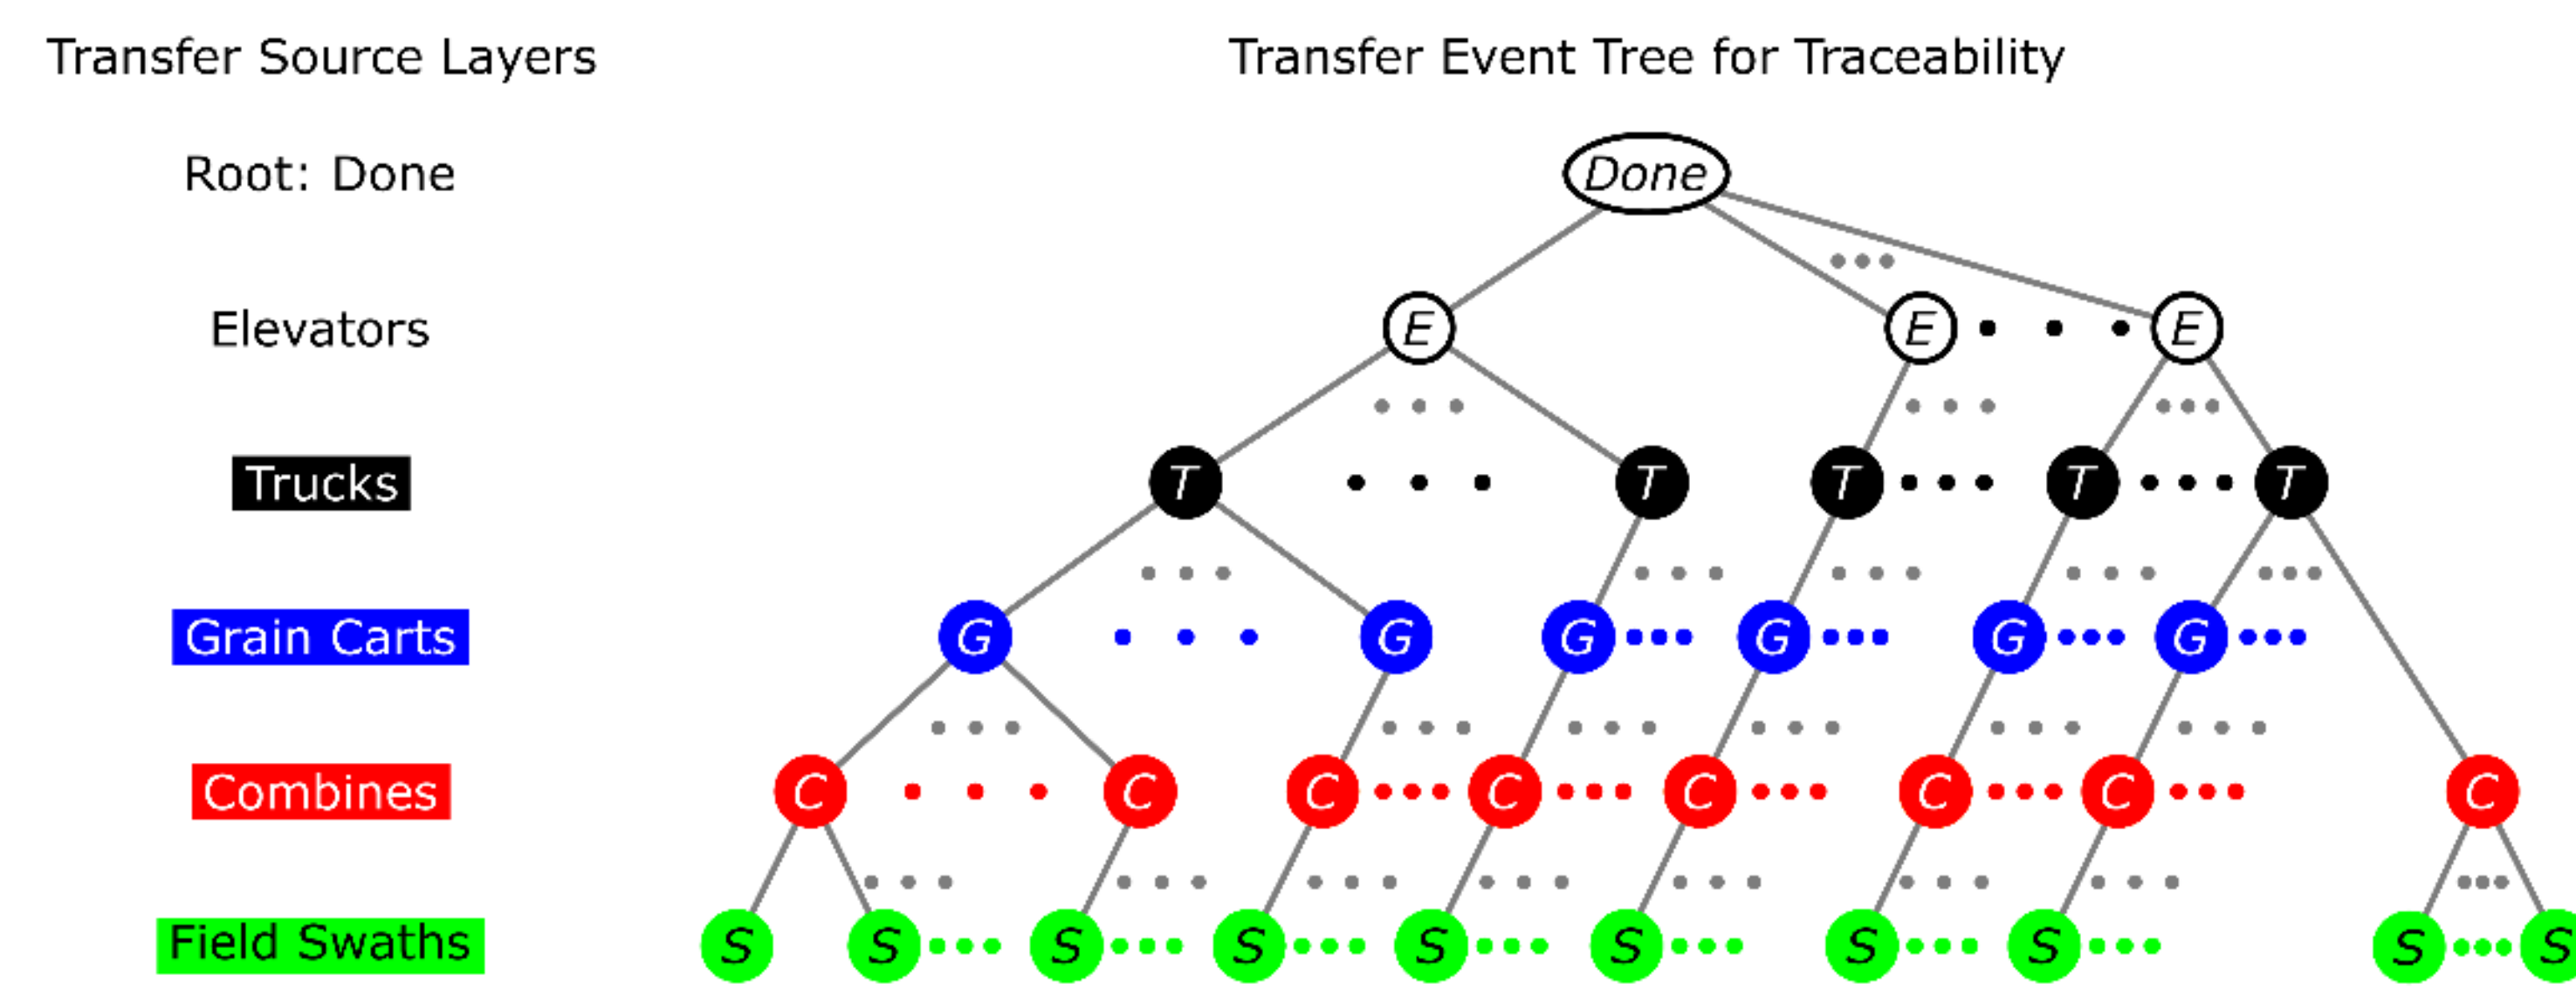 Transfer Source Layers Transfer Event Tree for Traceability
Root: Done Done
Elevators E E E
Trucks T T T T T
Grain Carts G G G G G G
Combines C C C C C C C C
Field Swaths S S S S S S S S S S